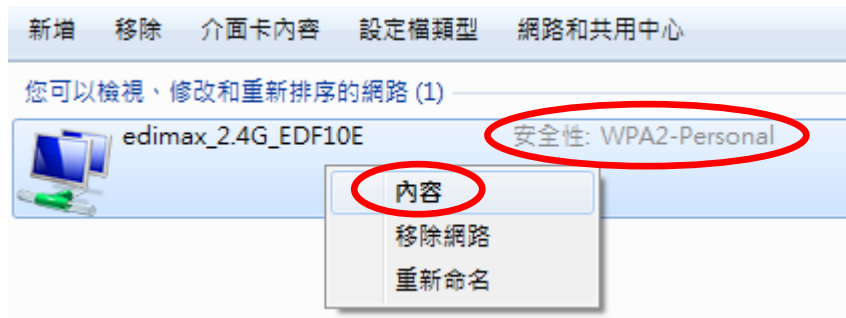 新增 移除 介面卡內容 設定檔類型 網路和共用中心
您可以檢視、修改和重新排序的網路 (1)
edimax_2.4G_EDF10E 安全性: WPA2-Personal
內容
移除網路
重新命名